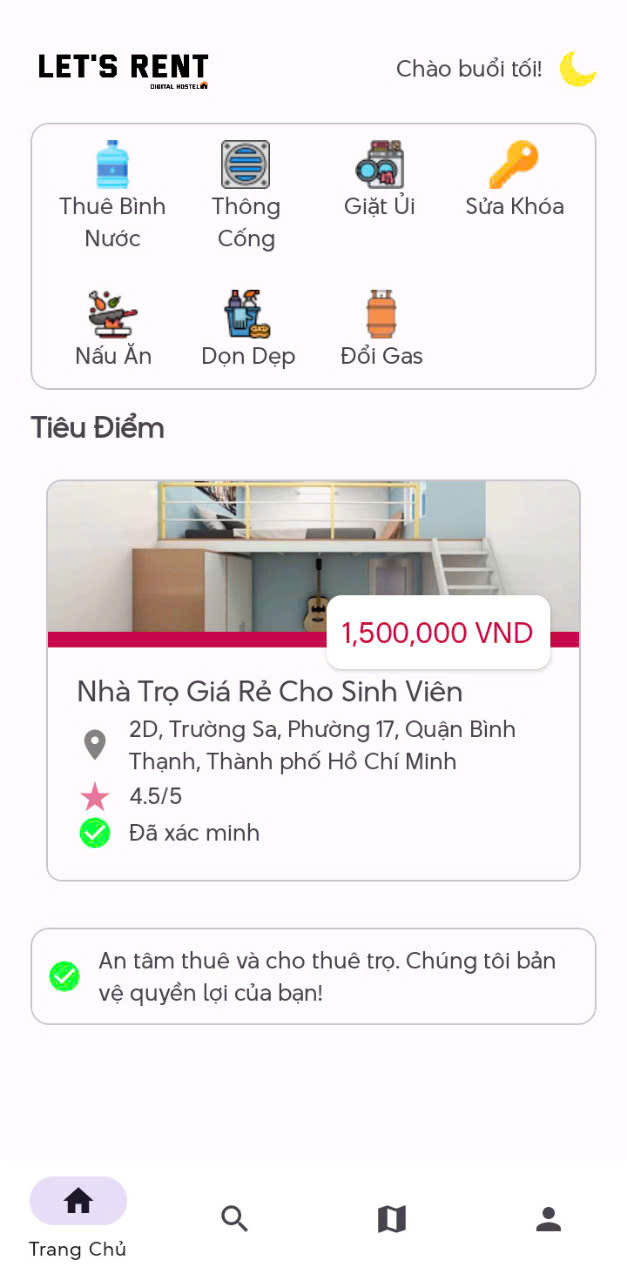 LET'S RENT
DIGITAL HOSTEL
Chào buổi tối!
Thuê Bình
Nước
Thông
Cống
Giặt Ủi
Sửa Khóa
Nấu Ăn
Dọn Dẹp
Đổi Gas
Tiêu Điểm
1,500,000 VND
Nhà Trọ Giá Rẻ Cho Sinh Viên
2D, Trường Sa, Phường 17, Quận Bình
Thạnh, Thành phố Hồ Chí Minh
4.5/5
Đã xác minh
An tâm thuê và cho thuê trọ. Chúng tôi bản
vệ quyền lợi của bạn!
Trang Chủ